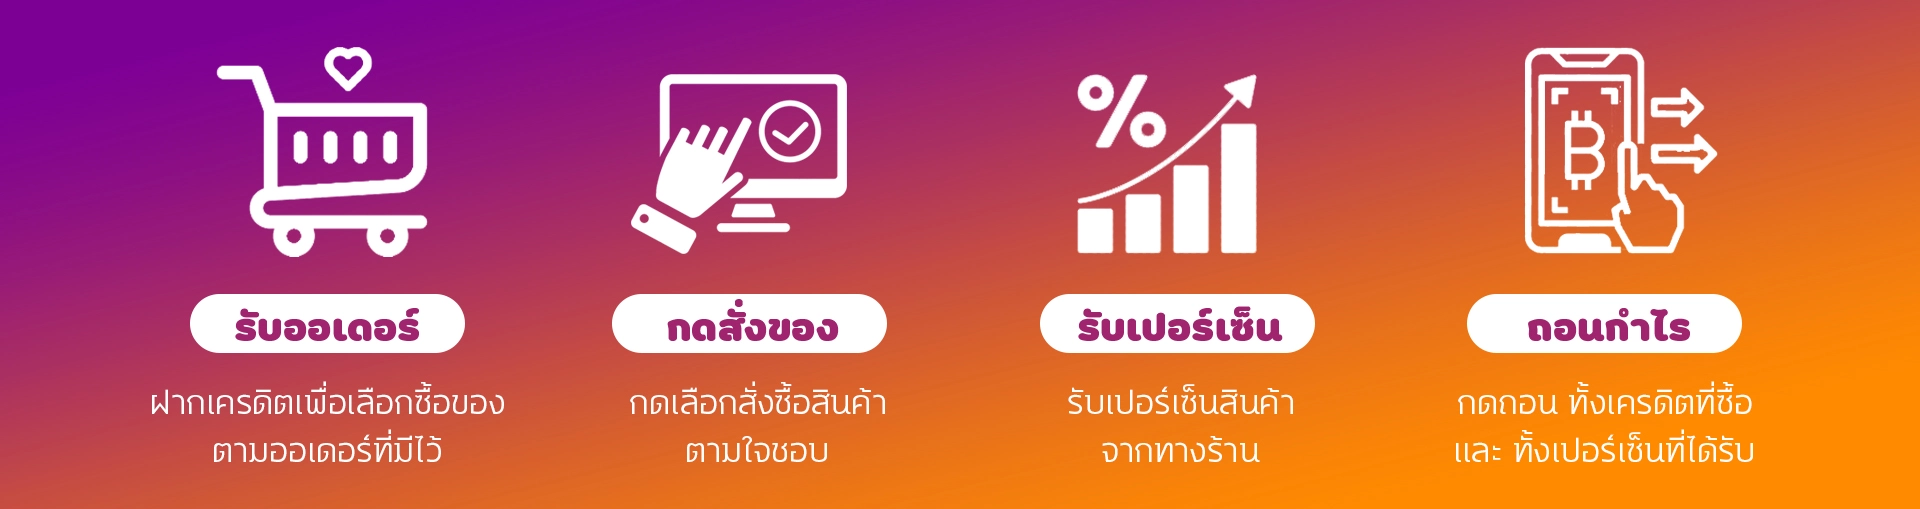 รับออเดอร์
ฝากเครดิตเพื่อเลือกซื้อของ
ตามออเดอร์ที่มีไว้
กดสั่งของ
กดเลือกสั่งซื้อสินค้า
ตามใจชอบ
%
รับเปอร์เซ็น
รับเปอร์เซ็นสินค้า
จากทางร้าน
ถอนกำไร
กดถอน ทั้งเครดิตที่ซื้อ
และ ทั้งเปอร์เซ็นที่ได้รับ